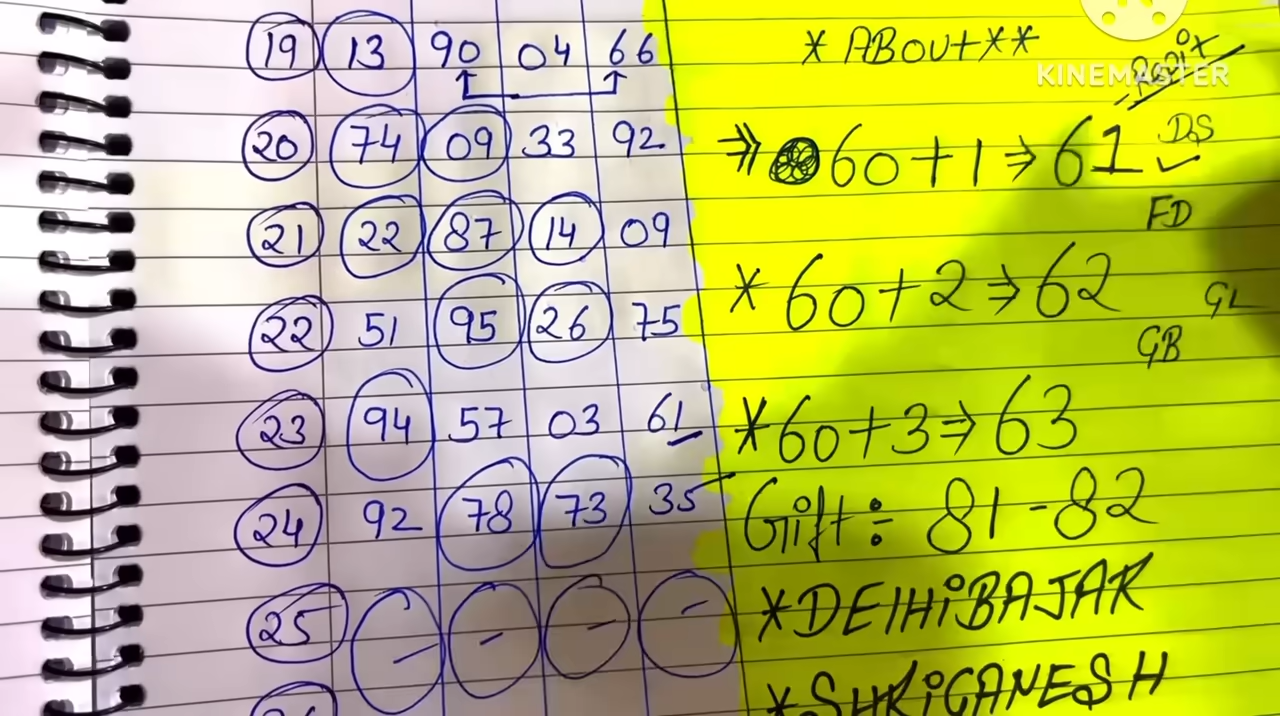 19 13 90 04 66
20 74 09 33 92
21 22 87 14 09
22 51 95 26 75
23 94 57 03 61
24 92 78 73 35
25 - - - -
* ABOUt **
KINEMASTER
60+1⇒61
DS
FD
* 60+2⇒62
GL
GB
*60+3⇒63
Gift÷ 81-82
*DElHiBAJAR
*SHRiGANESH